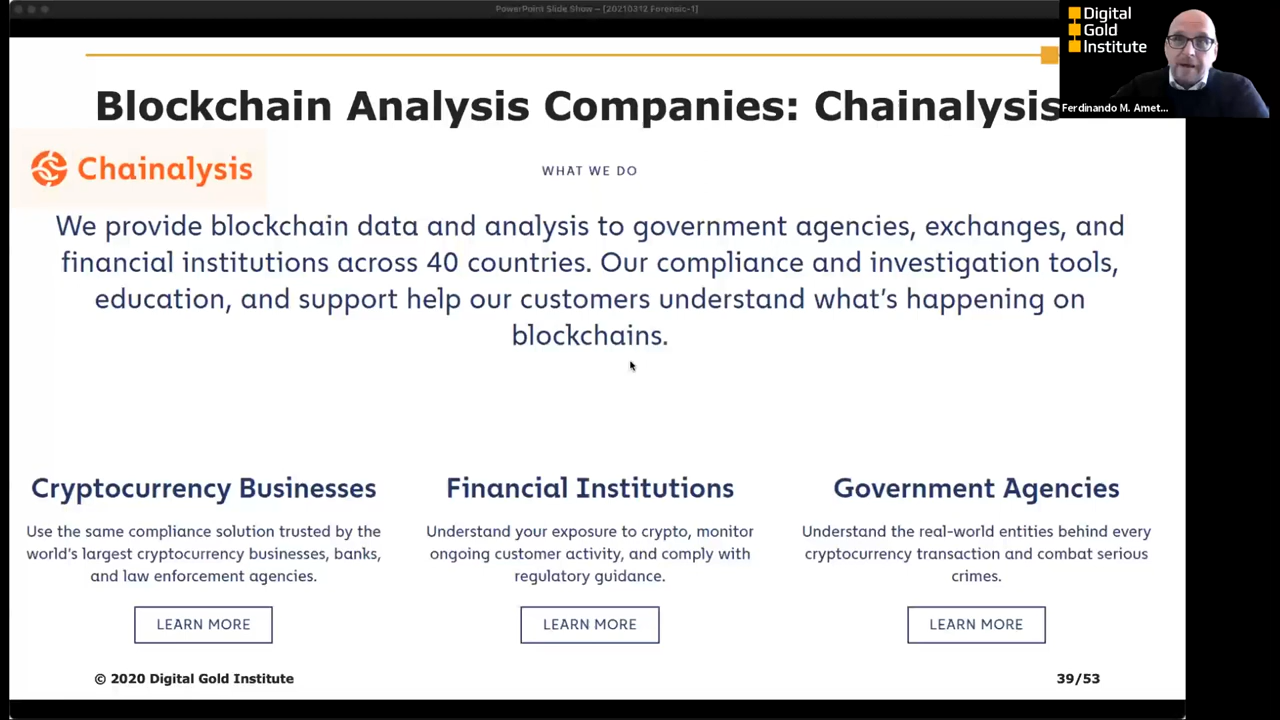 PowerPoint Slide Show – [20210312 Forensic-1]
Digital
Gold
Institute
Ferdinando M. Amet...
Blockchain Analysis Companies: Chainalysis
Chainalysis
WHAT WE DO
We provide blockchain data and analysis to government agencies, exchanges, and
financial institutions across 40 countries. Our compliance and investigation tools,
education, and support help our customers understand what’s happening on
blockchains.
Cryptocurrency Businesses
Use the same compliance solution trusted by the
world’s largest cryptocurrency businesses, banks,
and law enforcement agencies.
LEARN MORE
Financial Institutions
Understand your exposure to crypto, monitor
ongoing customer activity, and comply with
regulatory guidance.
LEARN MORE
Government Agencies
Understand the real-world entities behind every
cryptocurrency transaction and combat serious
crimes.
LEARN MORE
© 2020 Digital Gold Institute
39/53